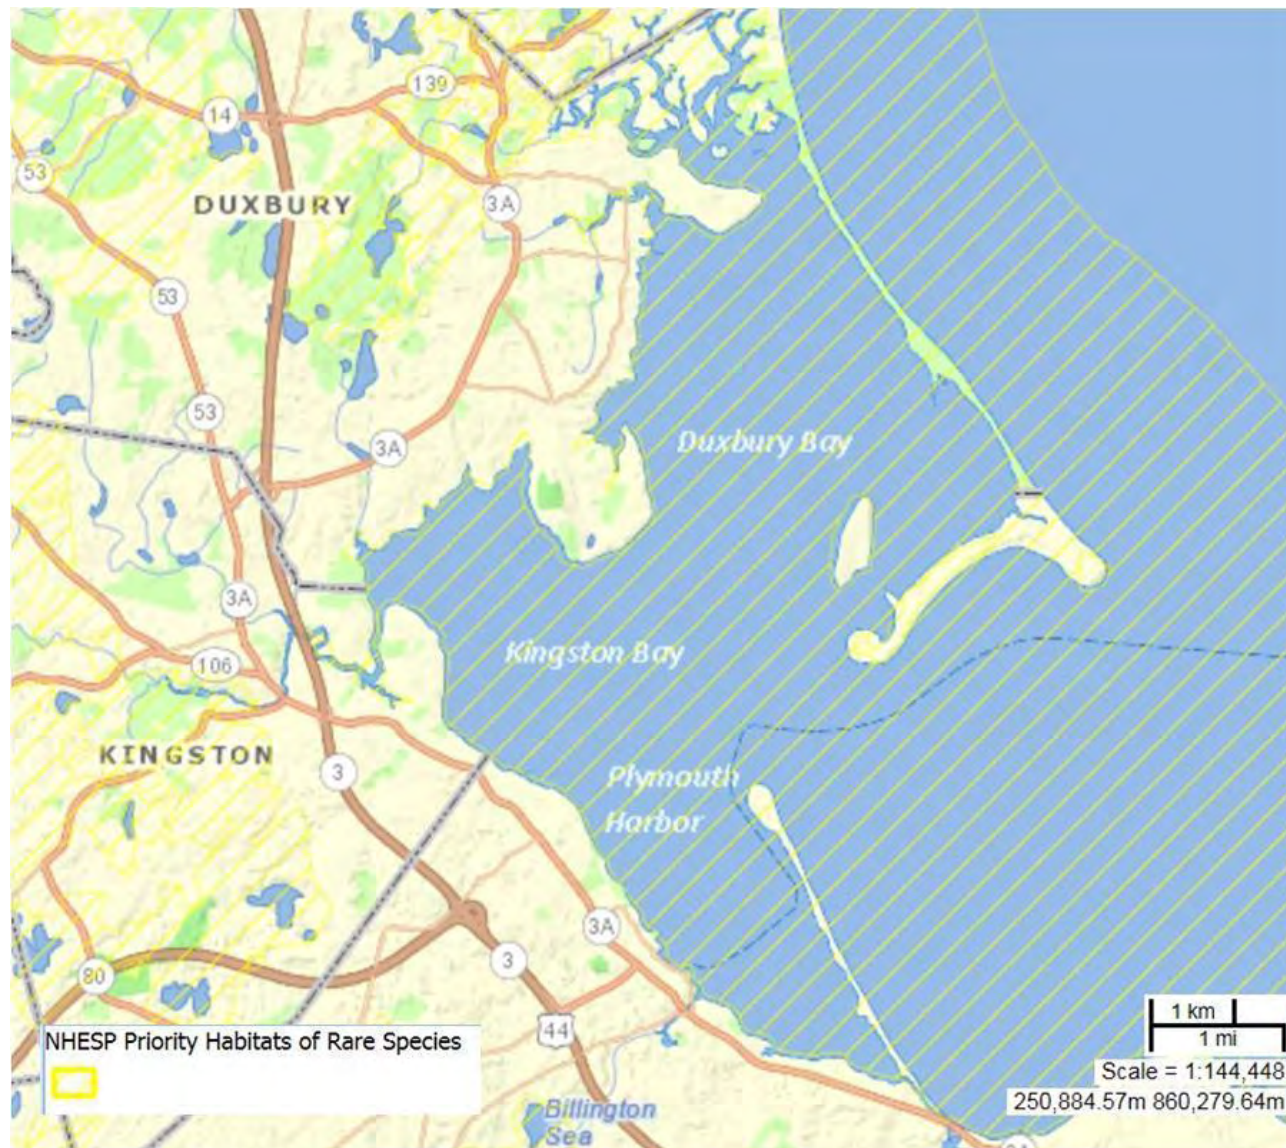 139
14
53
DUXBURY
3A
53
53
3A
Duxbury Bay
3A
Kingston Bay
106
KINGSTON
3
Plymouth
Harbor
3A
3
80
44
1 km
1 mi
NHESP Priority Habitats of Rare Species
Scale = 1:144,448
250,884.57m 860,279.64m
Billington
Sea